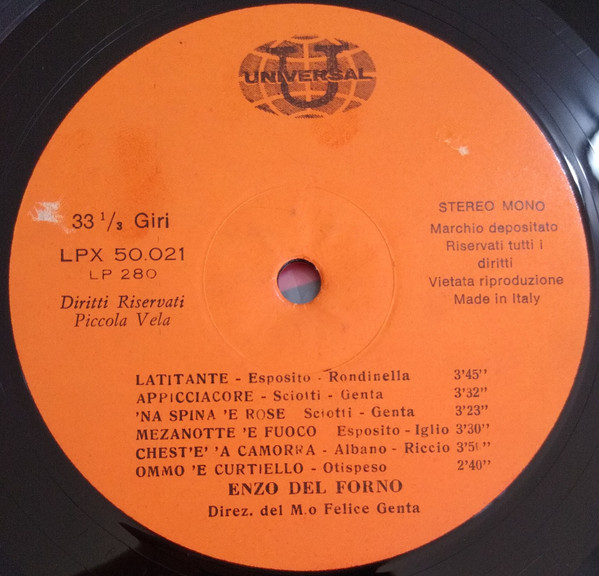 U
UNIVERSAL
33 1/3 Giri
LPX 50.021
LP 280
Diritti Riservati
Piccola Vela
STEREO MONO
Marchio depositato
Riservati tutti i
diritti
Vietata riproduzione
Made in Italy
LATITANTE - Esposito - Rondinella 3'45"
APPICCIACORE - Sciotti - Genta 3'32"
'NA SPINA 'E ROSE Sciotti - Genta 3'23"
MEZANOTTE 'E FUOCO Esposito - Iglio 3'30"
CHEST'E' 'A CAMORRA - Albano - Riccio
OMMO 'E CURTIELLO - Otispeso 2'40"
ENZO DEL FORNO
Direz. del M.o Felice Genta